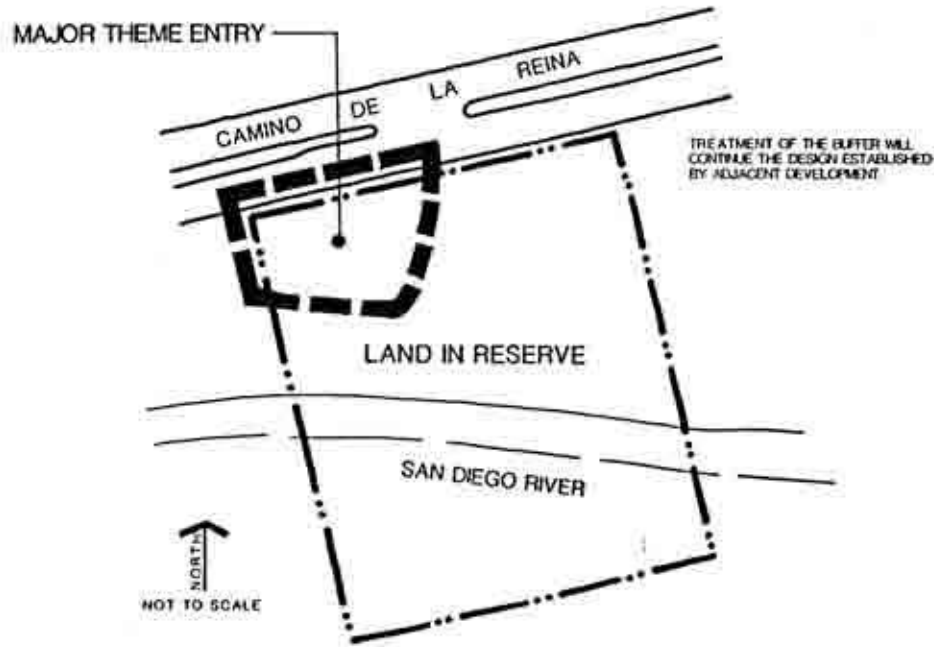 MAJOR THEME ENTRY
CAMINO DE LA REINA
TREATMENT OF THE BUFFER WILL
CONTINUE THE DESIGN ESTABLISHED
BY ADJACENT DEVELOPMENT
LAND IN RESERVE
SAN DIEGO RIVER
NORTH
NOT TO SCALE